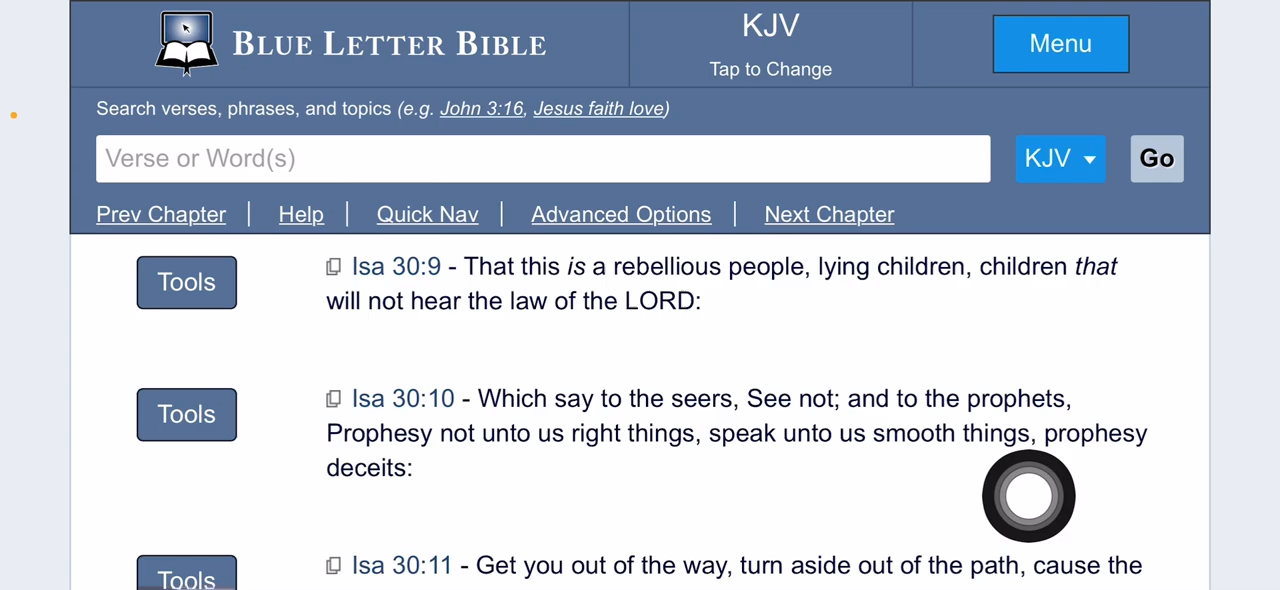 BLUE LETTER BIBLE
KJV
Tap to Change
Menu
Search verses, phrases, and topics (e.g. John 3:16, Jesus faith love)
Verse or Word(s)
KJV
Go
Prev Chapter | Help | Quick Nav | Advanced Options | Next Chapter
Tools
Isa 30:9 - That this is a rebellious people, lying children, children that
will not hear the law of the LORD:
Tools
Isa 30:10 - Which say to the seers, See not; and to the prophets,
Prophesy not unto us right things, speak unto us smooth things, prophesy
deceits:
Tools
Isa 30:11 - Get you out of the way, turn aside out of the path, cause the